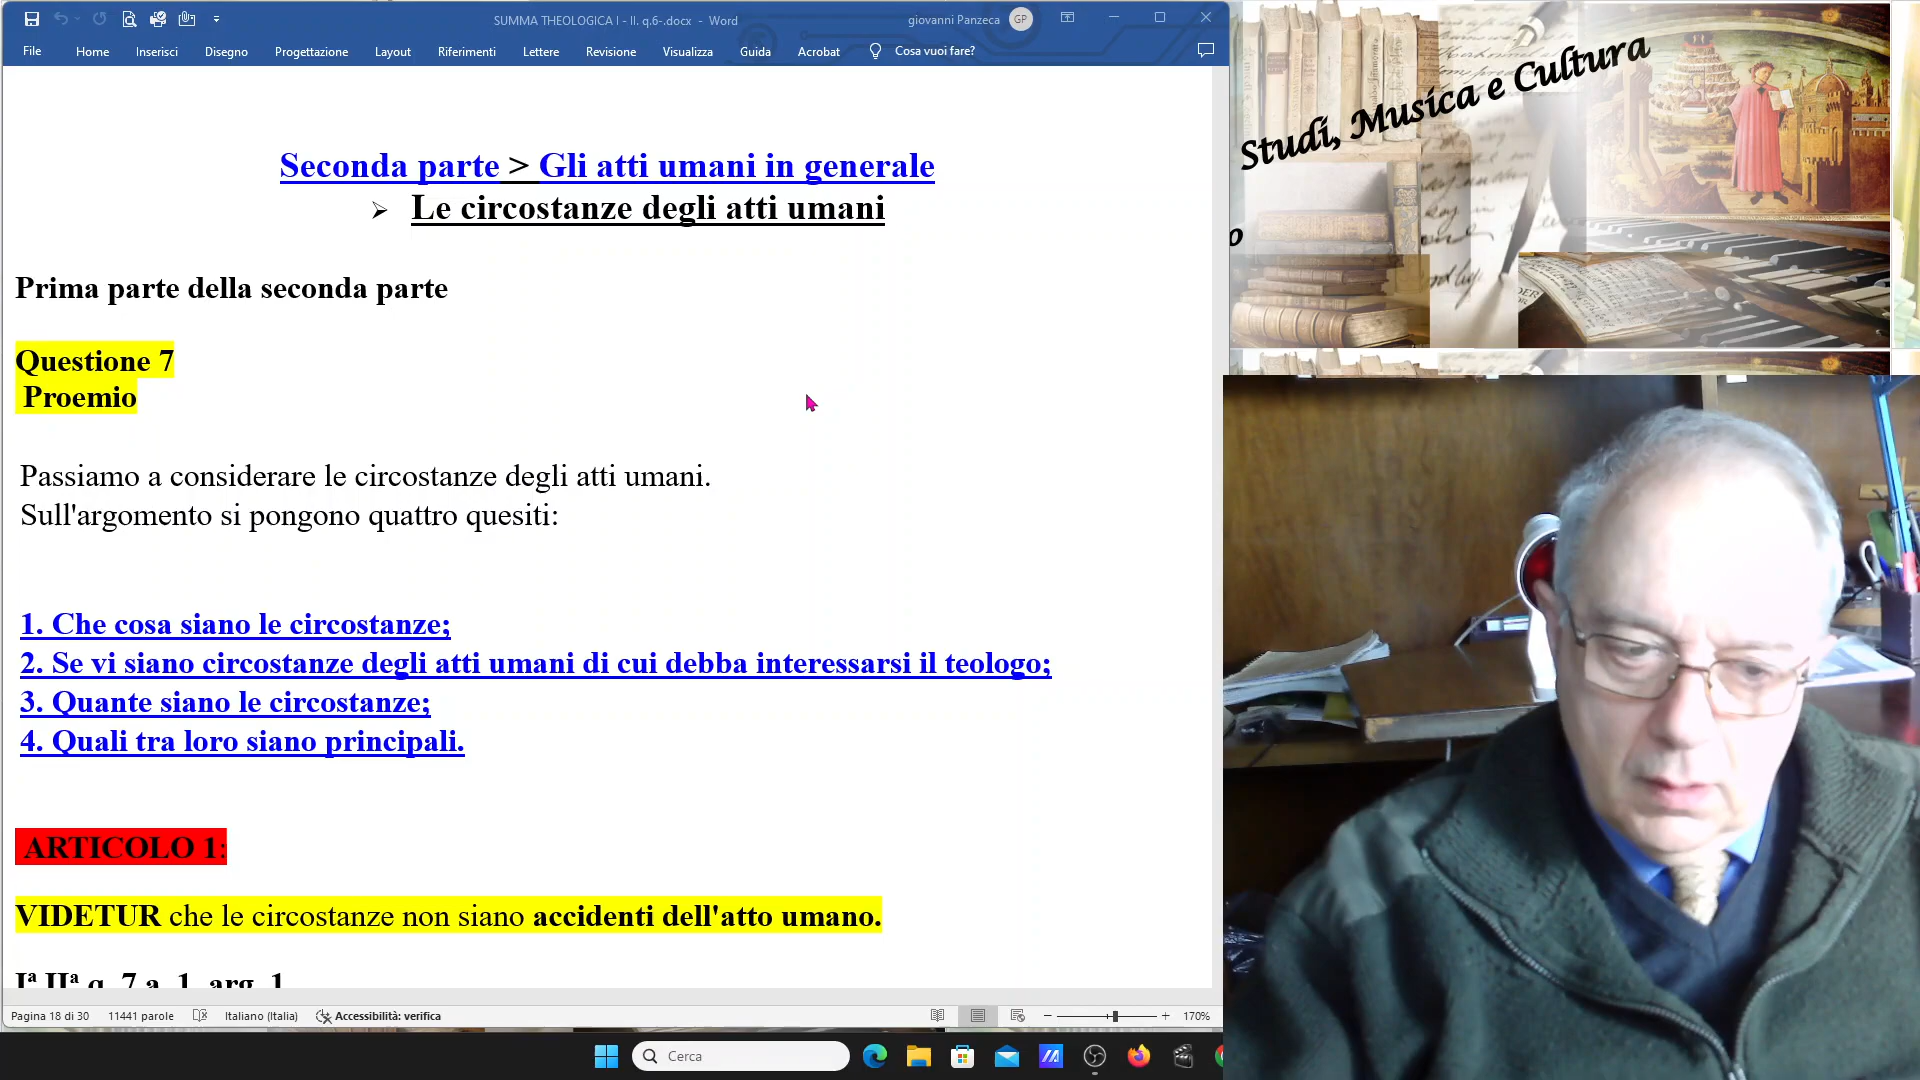 SUMMA THEOLOGICA I - II. q.6-.docx - Word
giovanni Panzeca
GP
File
Home
Inserisci
Disegno
Progettazione
Layout
Riferimenti
Lettere
Revisione
Visualizza
Guida
Acrobat
Cosa vuoi fare?
Studi, Musica e Cultura
o
Seconda parte > Gli atti umani in generale
Le circostanze degli atti umani
Prima parte della seconda parte
Questione 7
Proemio
Passiamo a considerare le circostanze degli atti umani.
Sull'argomento si pongono quattro quesiti:
1. Che cosa siano le circostanze;
2. Se vi siano circostanze degli atti umani di cui debba interessarsi il teologo;
3. Quante siano le circostanze;
4. Quali tra loro siano principali.
ARTICOLO 1:
VIDETUR che le circostanze non siano accidenti dell'atto umano.
Iª IIª q. 7 a. 1, arg. 1
Pagina 18 di 30
11441 parole
Italiano (Italia)
Accessibilità: verifica
170%
Cerca